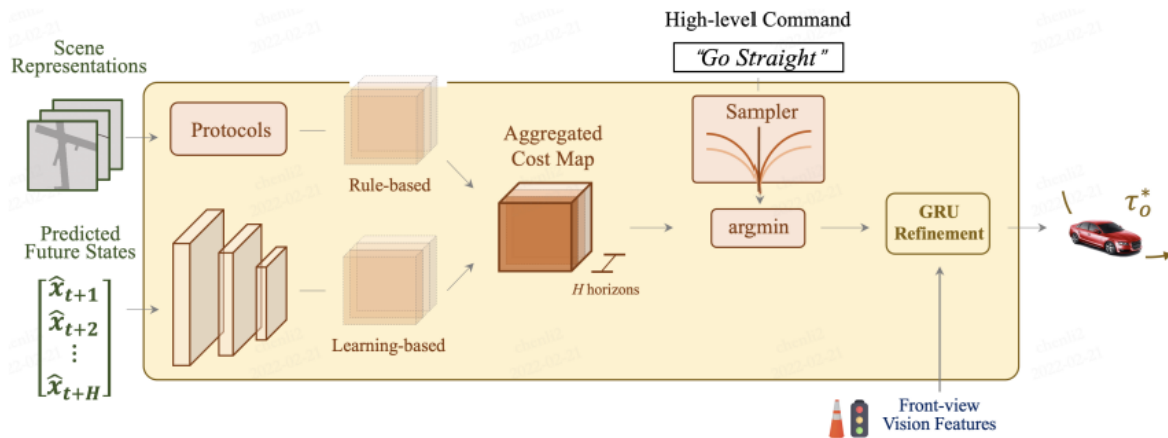 High-level Command
"Go Straight"
Scene
Representations
Protocols
Rule-based
Aggregated
Cost Map
Sampler
argmin
GRU
Refinement
τ*ₒ
Predicted
Future States
x̂ₜ₊₁
x̂ₜ₊₂
⋮
x̂ₜ₊H
Learning-based
H horizons
Front-view
Vision Features